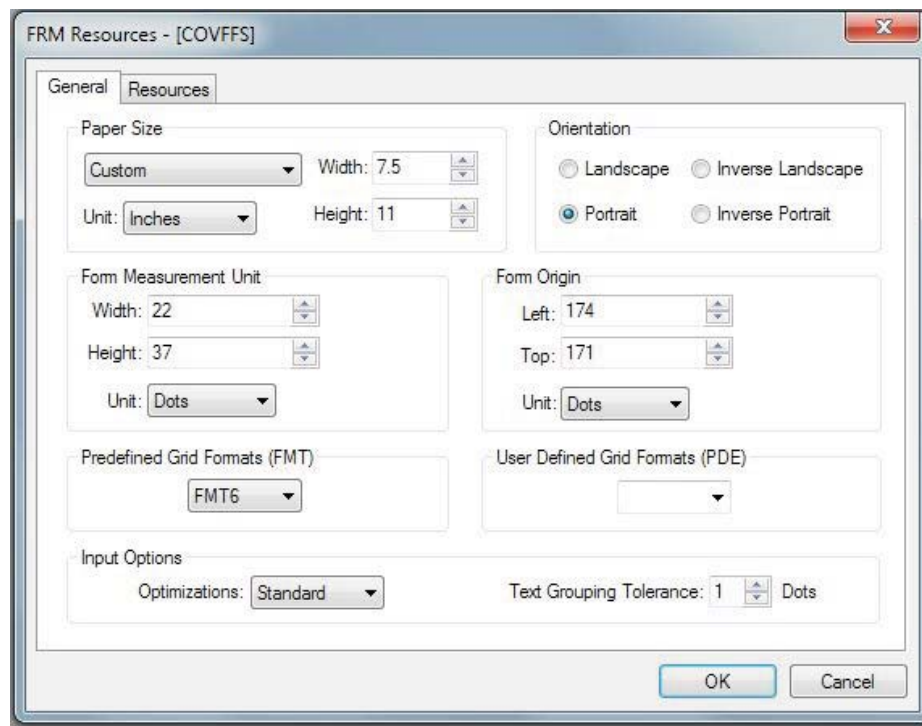 FRM Resources - [COVFFS]
General Resources
Paper Size
Custom Width: 7.5
Unit: Inches Height: 11
Orientation
Landscape Inverse Landscape
Portrait Inverse Portrait
Form Measurement Unit
Width: 22
Height: 37
Unit: Dots
Form Origin
Left: 174
Top: 171
Unit: Dots
Predefined Grid Formats (FMT)
FMT6
User Defined Grid Formats (PDE)
Input Options
Optimizations: Standard Text Grouping Tolerance: 1 Dots
OK Cancel